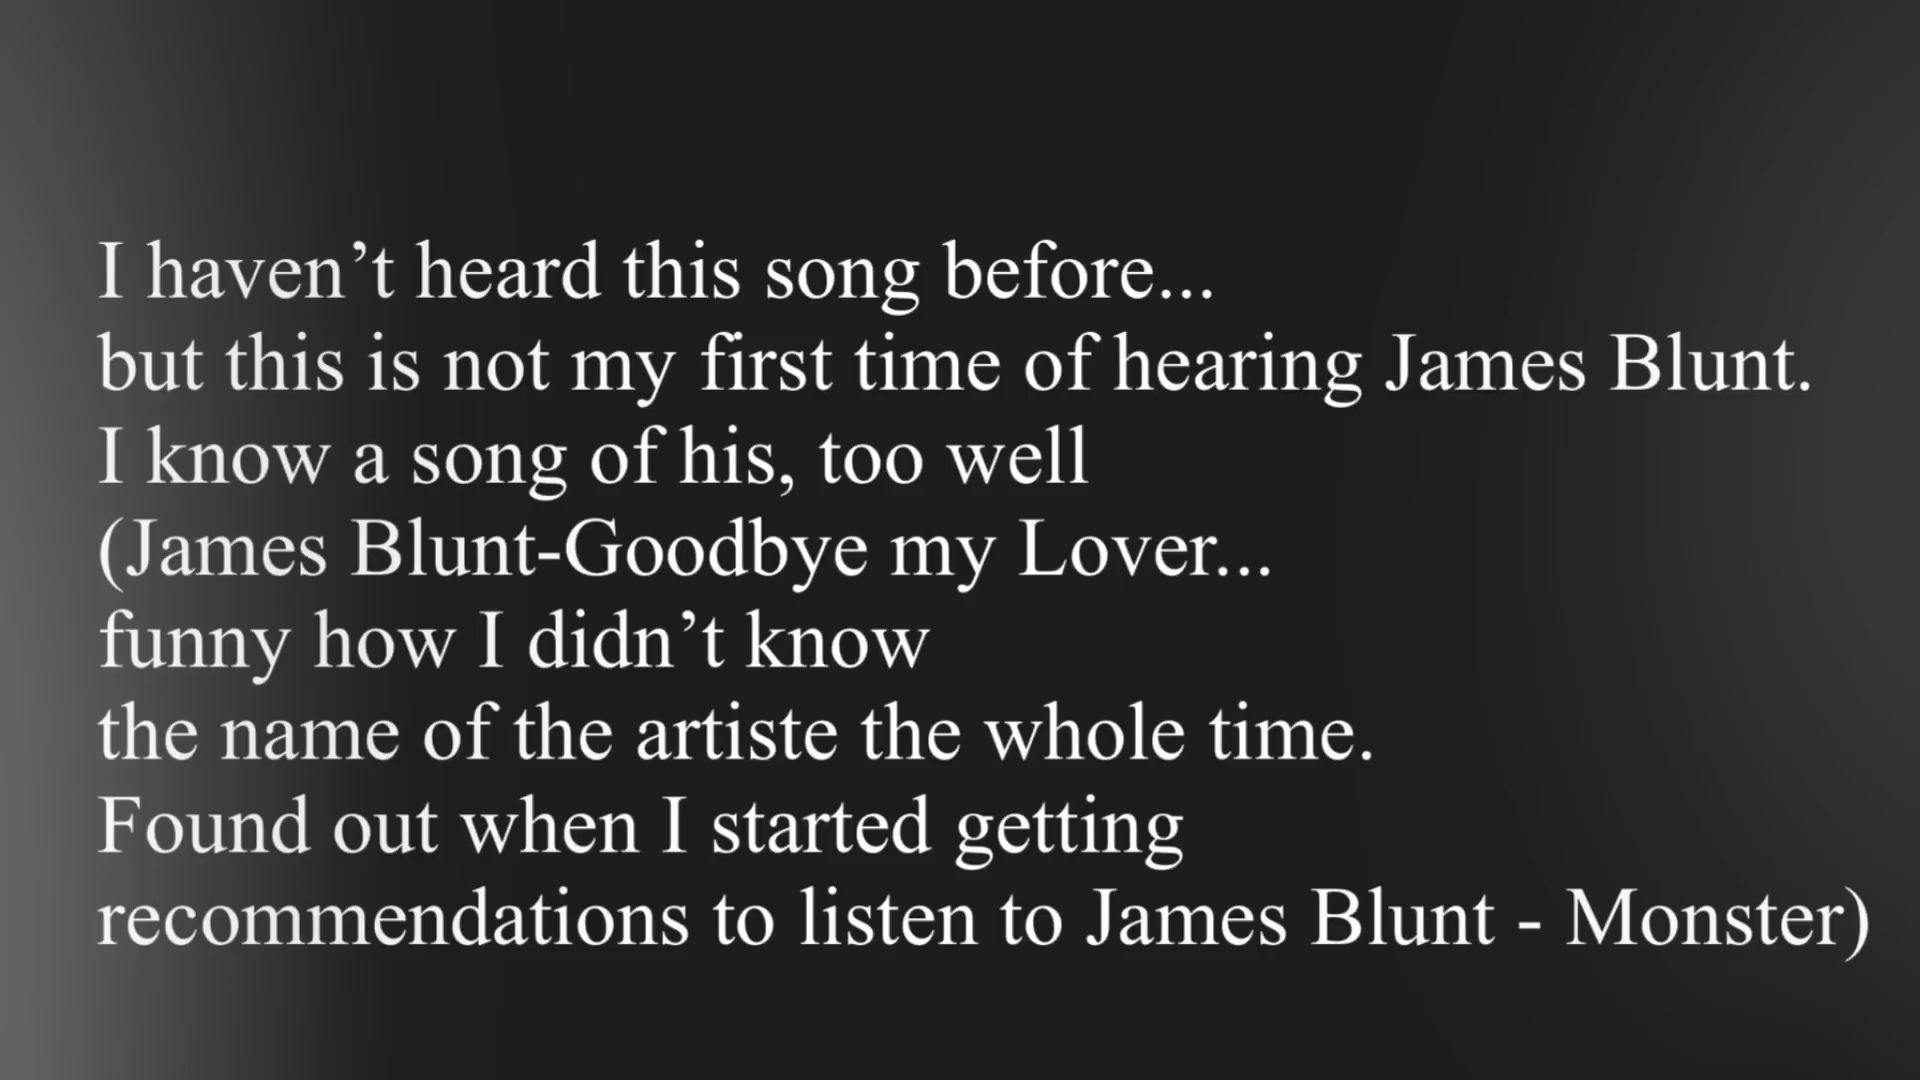 I haven’t heard this song before...
but this is not my first time of hearing James Blunt.
I know a song of his, too well
(James Blunt-Goodbye my Lover...
funny how I didn’t know
the name of the artiste the whole time.
Found out when I started getting
recommendations to listen to James Blunt - Monster)